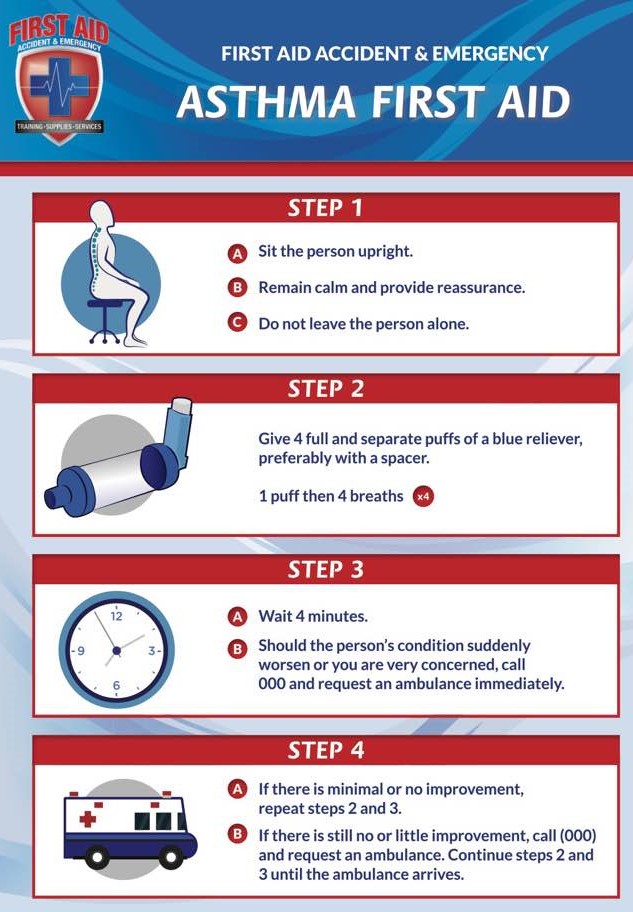 FIRST AID
ACCIDENT & EMERGENCY
TRAINING-SUPPLIES-SERVICES
FIRST AID ACCIDENT & EMERGENCY
ASTHMA FIRST AID
STEP 1
A Sit the person upright.
B Remain calm and provide reassurance.
C Do not leave the person alone.
STEP 2
Give 4 full and separate puffs of a blue reliever,
preferably with a spacer.
1 puff then 4 breaths x4
STEP 3
12
9
3
6
A Wait 4 minutes.
B Should the person's condition suddenly
worsen or you are very concerned, call
000 and request an ambulance immediately.
STEP 4
A If there is minimal or no improvement,
repeat steps 2 and 3.
B If there is still no or little improvement, call (000)
and request an ambulance. Continue steps 2 and
3 until the ambulance arrives.